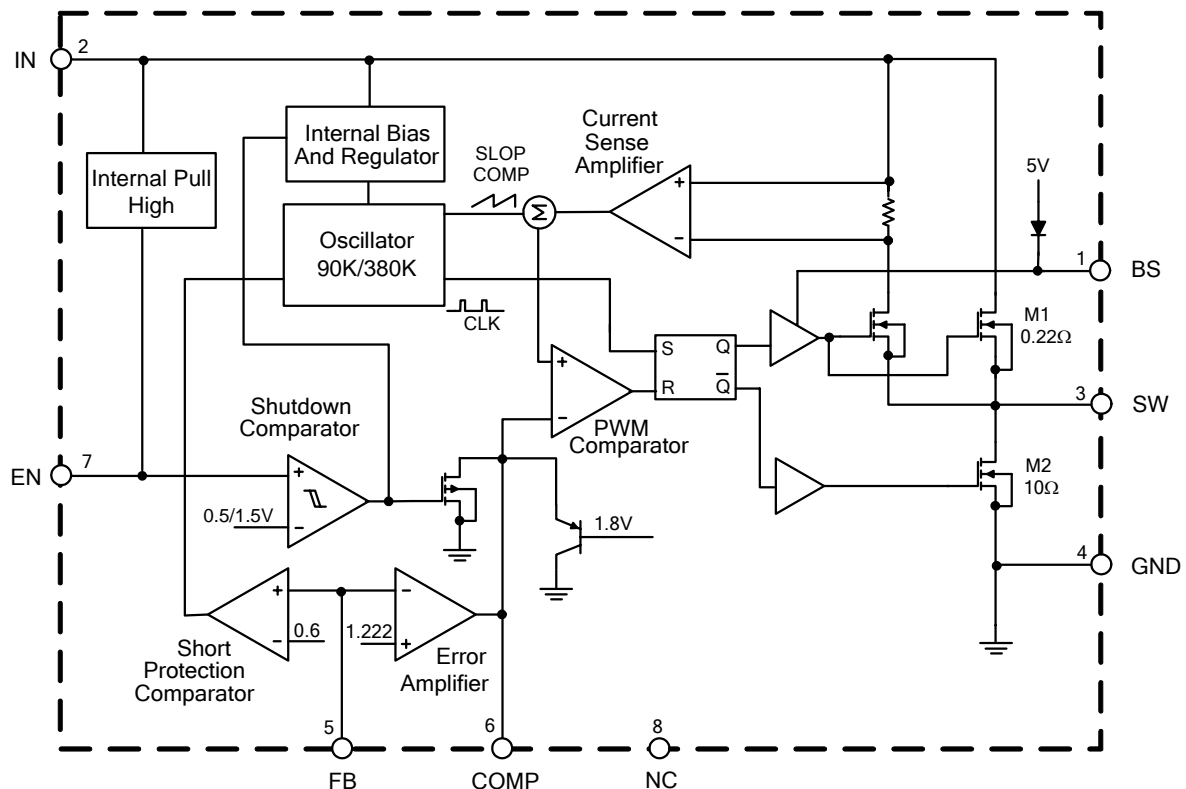 IN
2
Internal Pull
High
Internal Bias
And Regulator
SLOP
COMP
Σ
Current
Sense
Amplifier
+
−
5V
1
BS
Oscillator
90K/380K
CLK
M1
0.22Ω
S
Q
R
Q̅
+
−
PWM
Comparator
3
SW
Shutdown
Comparator
EN
7
+
0.5/1.5V
−
1.8V
M2
10Ω
4
GND
+
−
0.6
Short
Protection
Comparator
−
1.222
+
Error
Amplifier
5
FB
6
COMP
8
NC